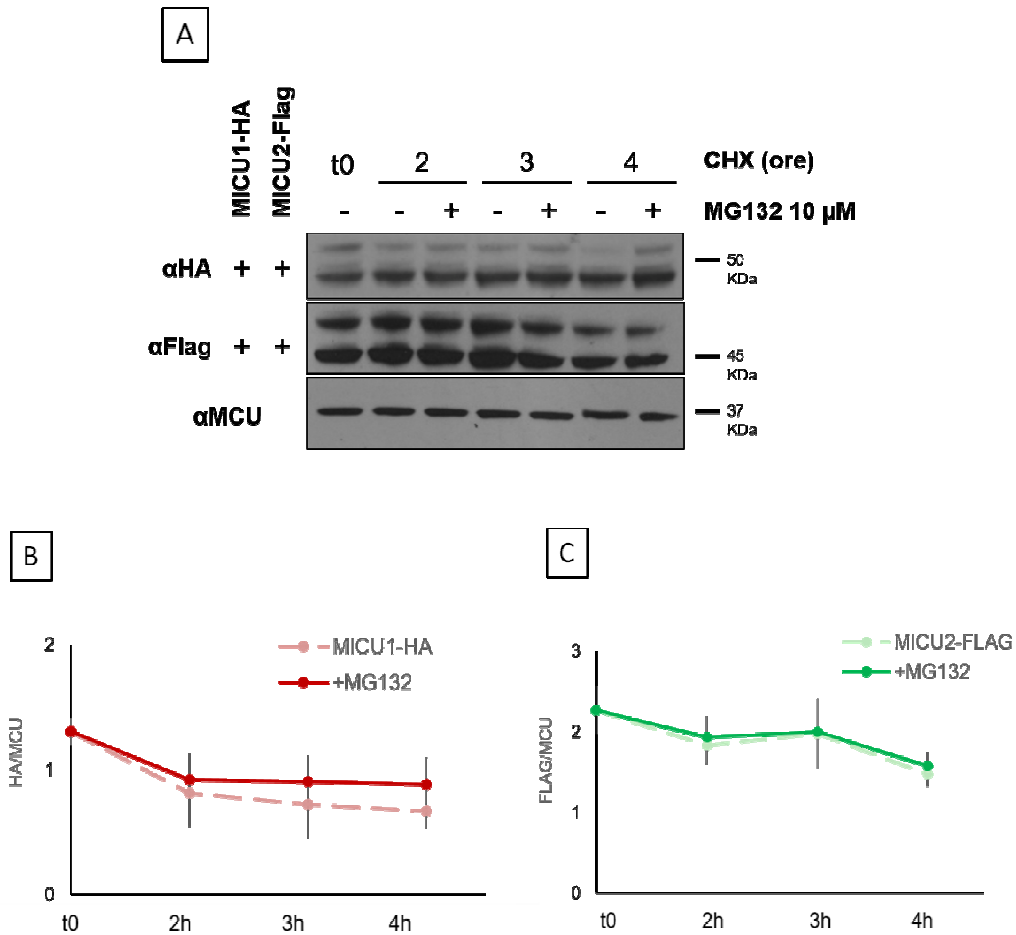 A
MICU1-HA
MICU2-Flag
t0 2 3 4 CHX (ore)
- - + - + - + MG132 10 µM
αHA + +
50
KDa
αFlag + +
45
KDa
αMCU
37
KDa
B
2
1
0
HA/MCU
MICU1-HA
+MG132
t0 2h 3h 4h
C
3
2
1
0
FLAG/MCU
MICU2-FLAG
+MG132
t0 2h 3h 4h